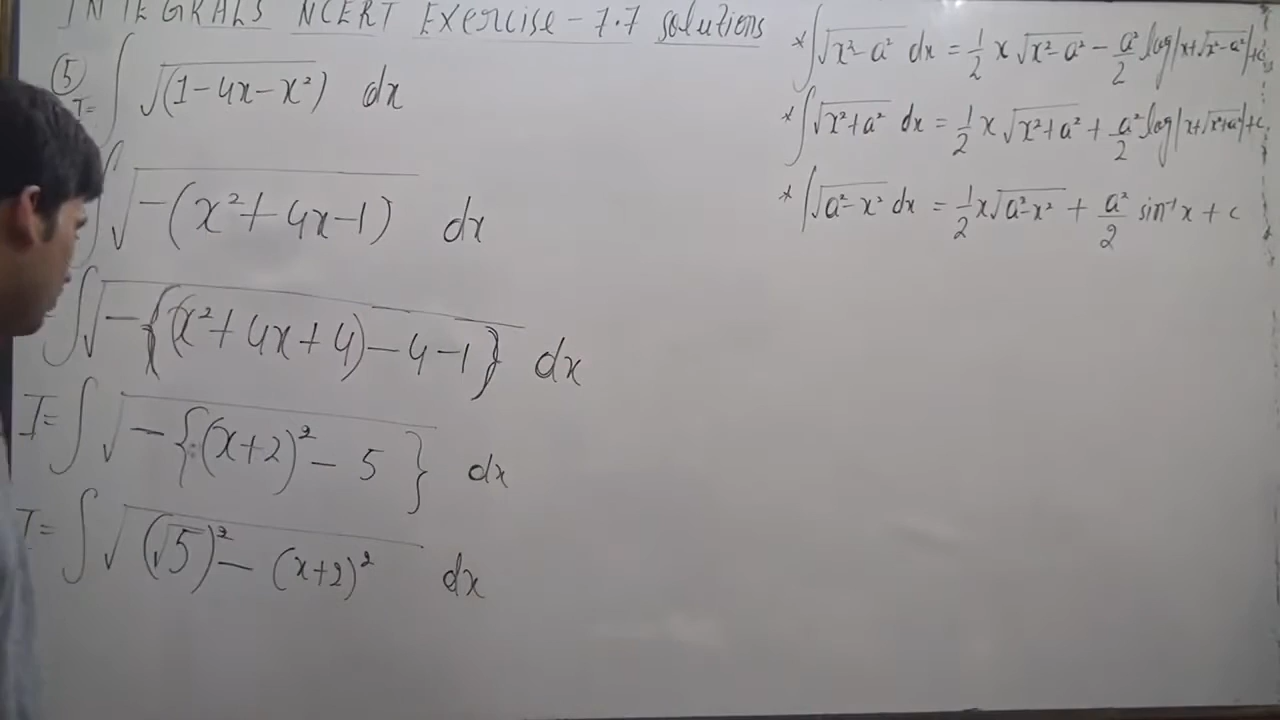 INTEGRALS NCERT Exercise - 7.7 solutions
⑤ I = ∫ √(1-4x-x²) dx
∫ √-(x²+4x-1) dx
= ∫ √-{(x²+4x+4)-4-1} dx
I = ∫ √-{(x+2)²-5} dx
I = ∫ √(√5)²-(x+2)² dx
* ∫√x²-a² dx = 1/2 x √x²-a² - a²/2 log|x+√x²-a²|+c
* ∫√x²+a² dx = 1/2 x √x²+a² + a²/2 log|x+√x²+a²|+c
* ∫√a²-x² dx = 1/2 x√a²-x² + a²/2 sin⁻¹x + c